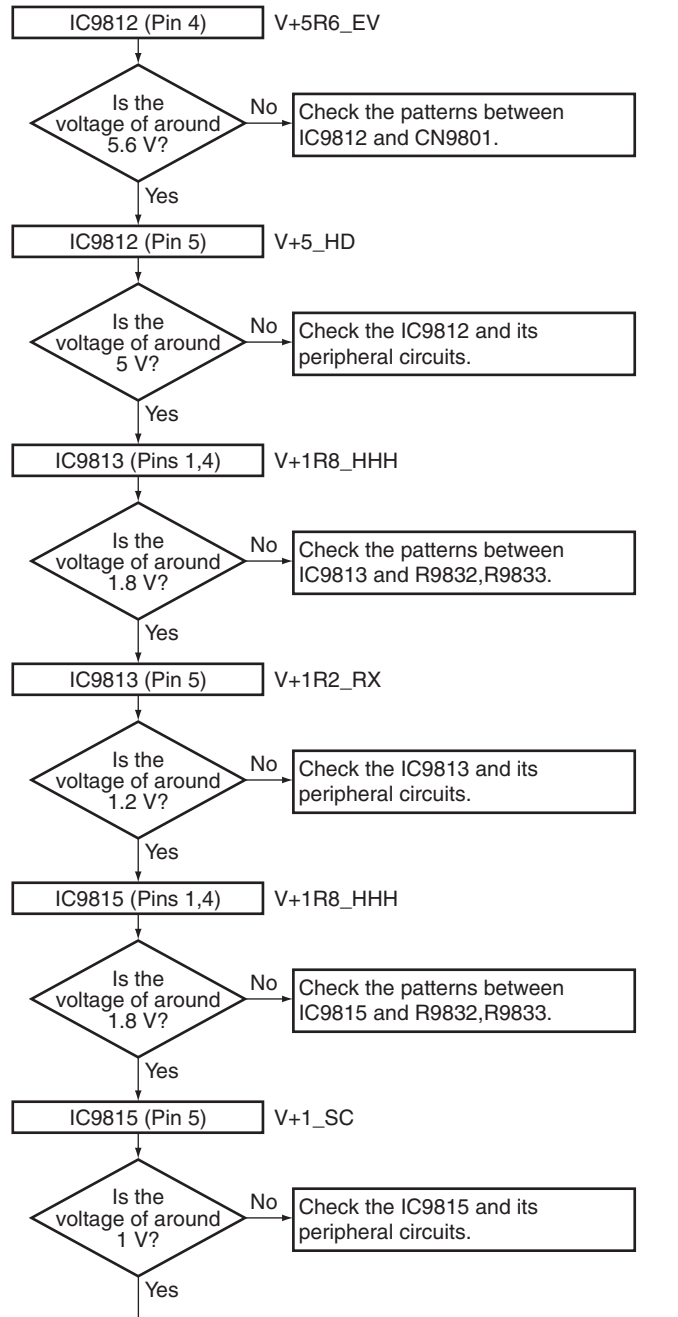 IC9812 (Pin 4) V+5R6_EV
Is the
voltage of around
5.6 V?
No
Check the patterns between
IC9812 and CN9801.
Yes
IC9812 (Pin 5) V+5_HD
Is the
voltage of around
5 V?
No
Check the IC9812 and its
peripheral circuits.
Yes
IC9813 (Pins 1,4) V+1R8_HHH
Is the
voltage of around
1.8 V?
No
Check the patterns between
IC9813 and R9832,R9833.
Yes
IC9813 (Pin 5) V+1R2_RX
Is the
voltage of around
1.2 V?
No
Check the IC9813 and its
peripheral circuits.
Yes
IC9815 (Pins 1,4) V+1R8_HHH
Is the
voltage of around
1.8 V?
No
Check the patterns between
IC9815 and R9832,R9833.
Yes
IC9815 (Pin 5) V+1_SC
Is the
voltage of around
1 V?
No
Check the IC9815 and its
peripheral circuits.
Yes